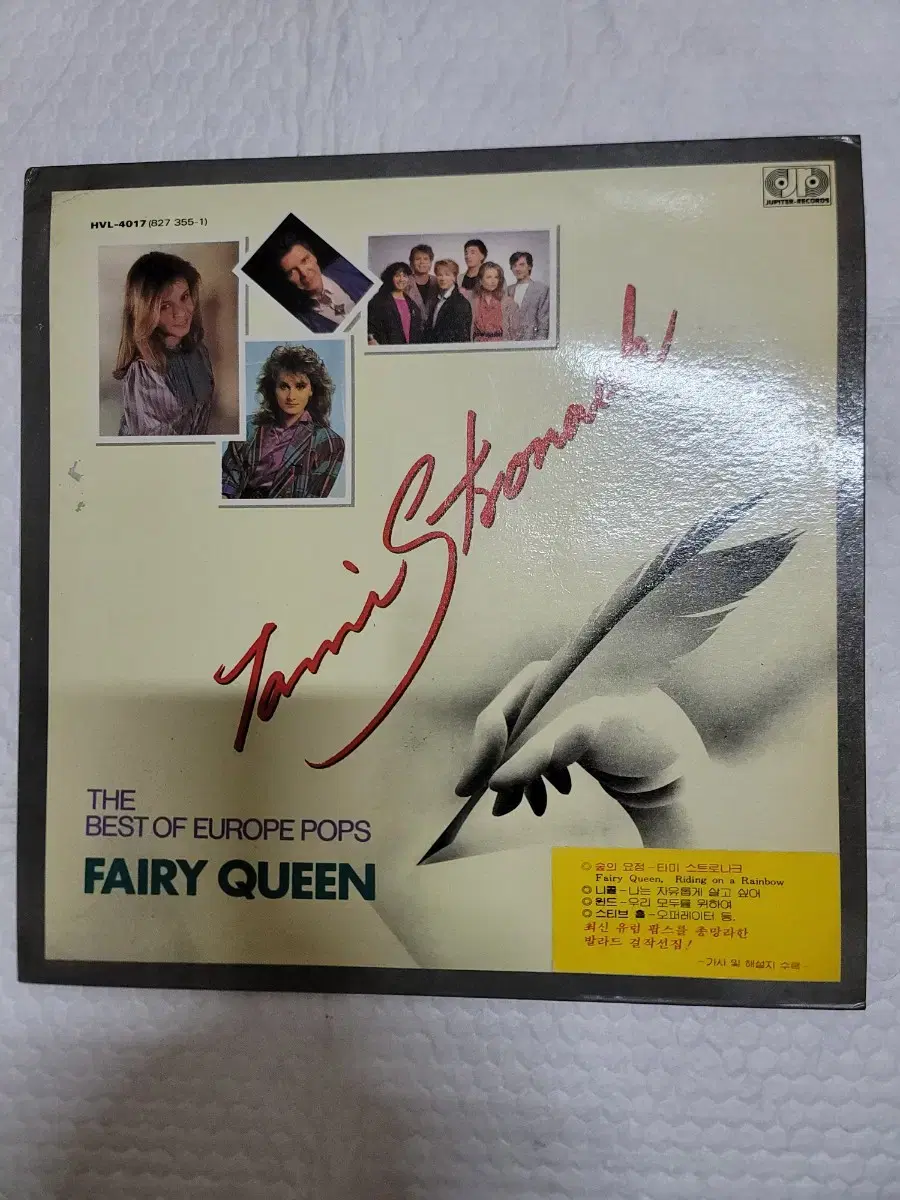 JUPITER-RECORDS
HVL-4017 (827 355-1)
Tami Stronach
THE
BEST OF EUROPE POPS
FAIRY QUEEN
◎ 숲의 요정 - 타미 스트로나크
Fairy Queen, Riding on a Rainbow
◎ 니콜 - 나는 자유롭게 살고 싶어
◎ 윈드 - 우리 모두를 위하여
◎ 스티브 홀 - 오퍼레이터 등.
최신 유럽 팝스를 총망라한
발라드 걸작선집!
- 가사 및 해설지 수록 -